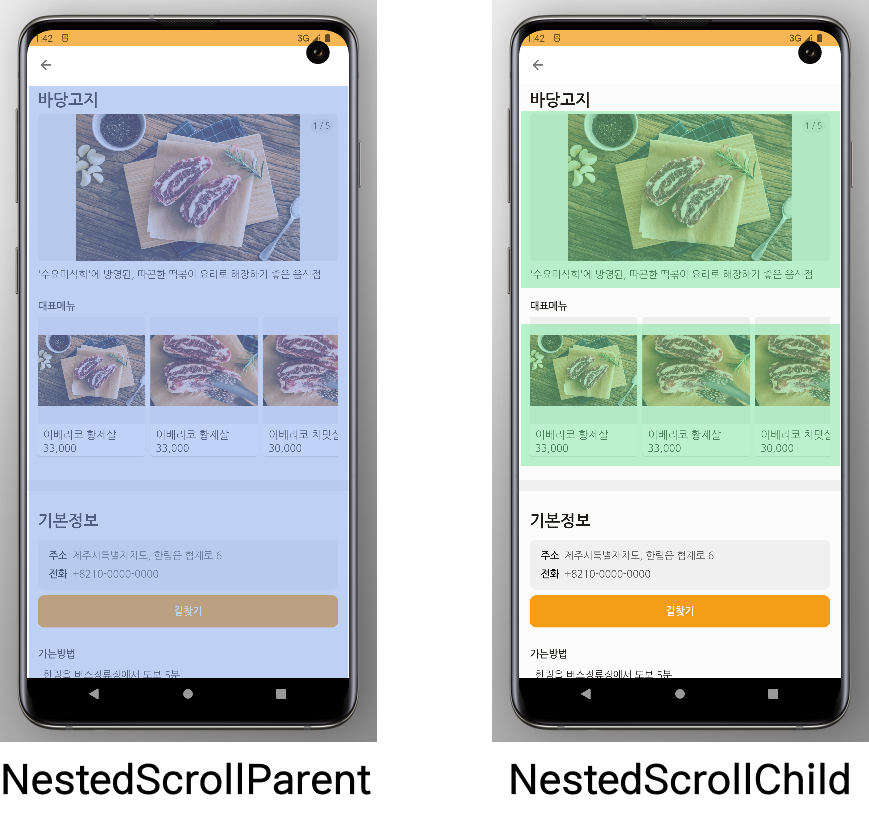 1:42
3G
바당고지
1 / 5
'수요미식회'에 방영된, 따끈한 떡볶이 요리로 해장하기 좋은 음식점
대표메뉴
이베리코 황제살
33,000
이베리코 황제살
33,000
이베리코 치맛살
30,000
기본정보
주소 제주시특별자치도, 한림읍 협재로 6
전화 +8210-0000-0000
길찾기
가는방법
한림읍 버스정류장에서 도보 5분
NestedScrollParent
1:42
3G
바당고지
1 / 5
'수요미식회'에 방영된, 따끈한 떡볶이 요리로 해장하기 좋은 음식점
대표메뉴
이베리코 황제살
33,000
이베리코 황제살
33,000
이베리코 치맛살
30,000
기본정보
주소 제주시특별자치도, 한림읍 협재로 6
전화 +8210-0000-0000
길찾기
가는방법
한림읍 버스정류장에서 도보 5분
NestedScrollChild